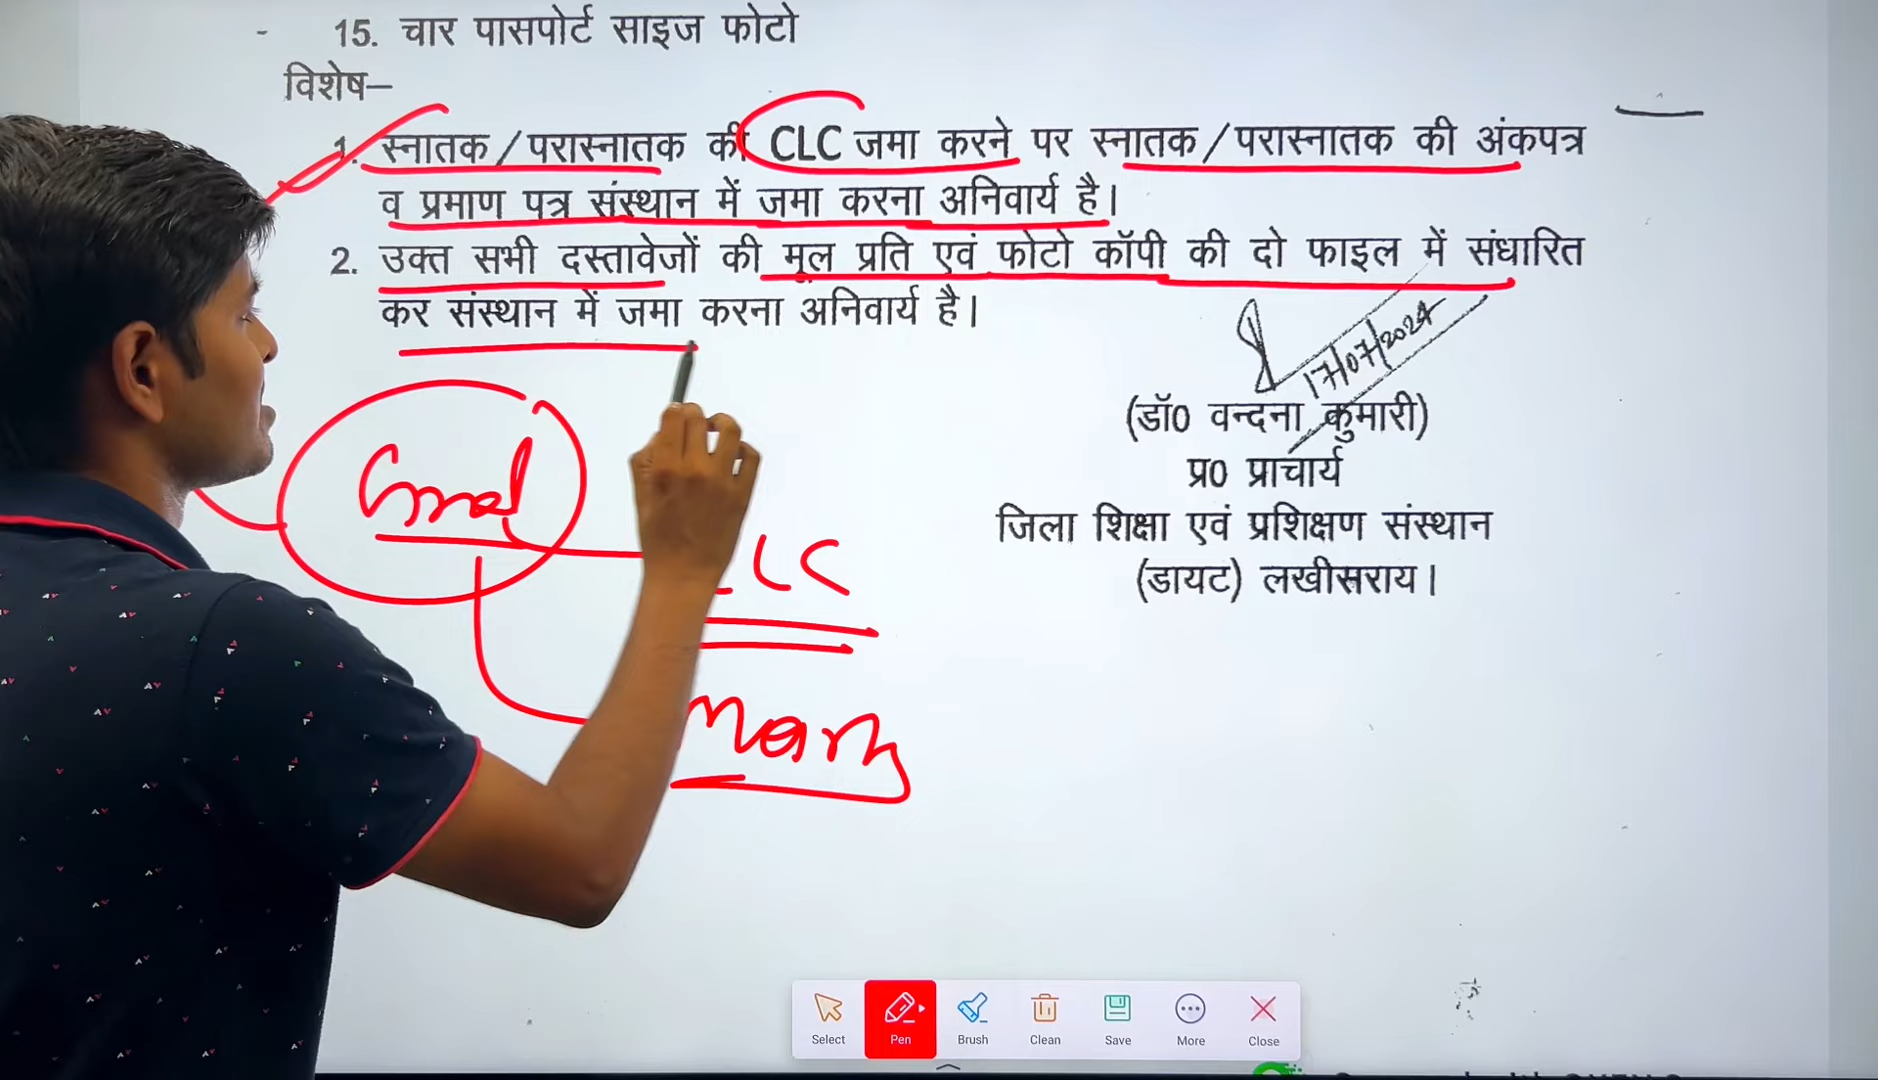 15. चार पासपोर्ट साइज फोटो
विशेष–
1. स्नातक/परास्नातक की CLC जमा करने पर स्नातक/परास्नातक की अंकपत्र
व प्रमाण पत्र संस्थान में जमा करना अनिवार्य है।
2. उक्त सभी दस्तावेजों की मूल प्रति एवं फोटो कॉपी की दो फाइल में संधारित
कर संस्थान में जमा करना अनिवार्य है।
17/07/2024
(डॉ0 वन्दना कुमारी)
प्र0 प्राचार्य
जिला शिक्षा एवं प्रशिक्षण संस्थान
(डायट) लखीसराय।
LC
Select Pen Brush Clean Save More Close